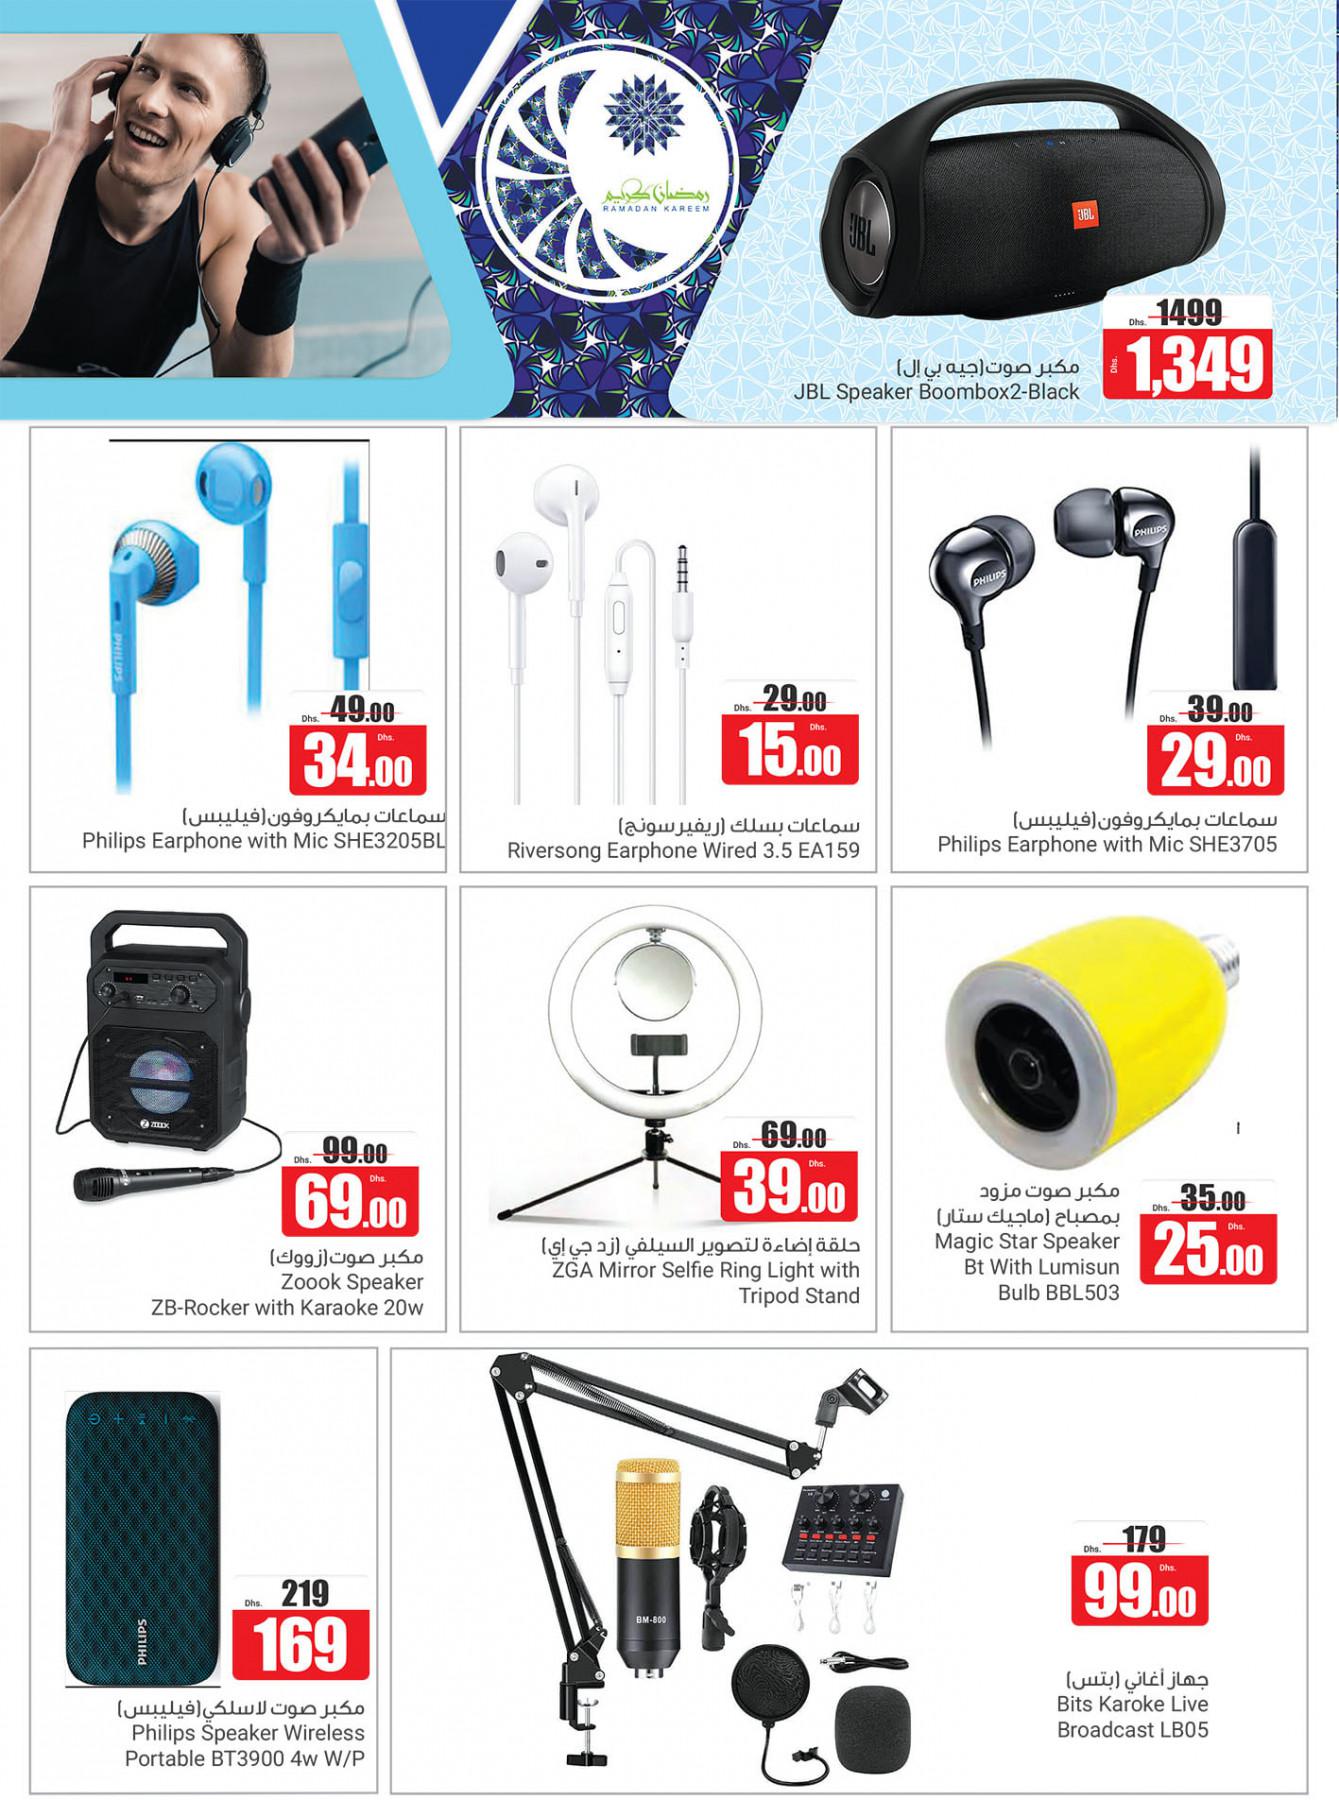 رمضان كريم
RAMADAN KAREEM
JBL
JBL
Dhs. 1499
Dhs. 1,349
مكبر صوت(جيه بي إل)
JBL Speaker Boombox2-Black
PHILIPS
Dhs. 49.00
Dhs.
34.00
سماعات بمايكروفون(فيليبس)
Philips Earphone with Mic SHE3205BL
Dhs. 29.00
Dhs.
15.00
سماعات بسلك (ريفيرسونج)
Riversong Earphone Wired 3.5 EA159
PHILIPS
PHILIPS
Dhs. 39.00
Dhs.
29.00
سماعات بمايكروفون(فيليبس)
Philips Earphone with Mic SHE3705
ZOOOK
Dhs. 99.00
Dhs.
69.00
مكبر صوت(زووك)
Zoook Speaker
ZB-Rocker with Karaoke 20w
Dhs. 69.00
Dhs.
39.00
حلقة إضاءة لتصوير السيلفي (زد جي إي)
ZGA Mirror Selfie Ring Light with
Tripod Stand
Dhs. 35.00
Dhs.
25.00
مكبر صوت مزود
بمصباح (ماجيك ستار)
Magic Star Speaker
Bt With Lumisun
Bulb BBL503
PHILIPS
Dhs. 219
169
مكبر صوت لاسلكي(فيليبس)
Philips Speaker Wireless
Portable BT3900 4w W/P
BM-800
Dhs. 179
Dhs.
99.00
جهاز أغاني (بتس)
Bits Karoke Live
Broadcast LB05